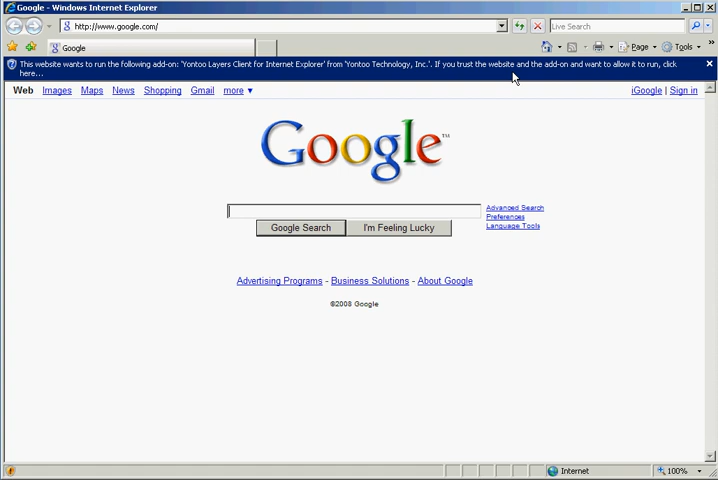 Google - Windows Internet Explorer
http://www.google.com/
Live Search
Google
Page
Tools
This website wants to run the following add-on: 'Yontoo Layers Client for Internet Explorer' from 'Yontoo Technology, Inc.'. If you trust the website and the add-on and want to allow it to run, click
here...
Web Images Maps News Shopping Gmail more ▼
iGoogle | Sign in
Google™
Advanced Search
Preferences
Language Tools
Google Search
I'm Feeling Lucky
Advertising Programs - Business Solutions - About Google
©2008 Google
Internet
100%